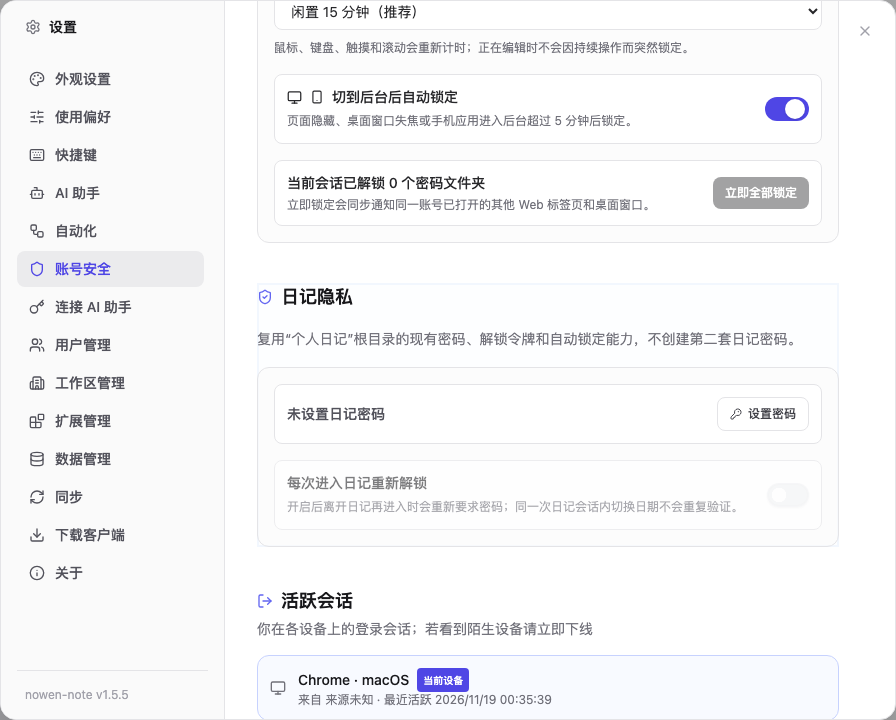 设置
外观设置
使用偏好
快捷键
AI 助手
自动化
账号安全
连接 AI 助手
用户管理
工作区管理
扩展管理
数据管理
同步
下载客户端
关于
nowen-note v1.5.5
闲置 15 分钟（推荐）
鼠标、键盘、触摸和滚动会重新计时；正在编辑时不会因持续操作而突然锁定。
切到后台后自动锁定
页面隐藏、桌面窗口失焦或手机应用进入后台超过 5 分钟后锁定。
当前会话已解锁 0 个密码文件夹
立即锁定会同步通知同一账号已打开的其他 Web 标签页和桌面窗口。
立即全部锁定
日记隐私
复用“个人日记”根目录的现有密码、解锁令牌和自动锁定能力，不创建第二套日记密码。
未设置日记密码
设置密码
每次进入日记重新解锁
开启后离开日记再进入时会重新要求密码；同一次日记会话内切换日期不会重复验证。
活跃会话
你在各设备上的登录会话；若看到陌生设备请立即下线
Chrome · macOS 当前设备
来自 来源未知 · 最近活跃 2026/11/19 00:35:39